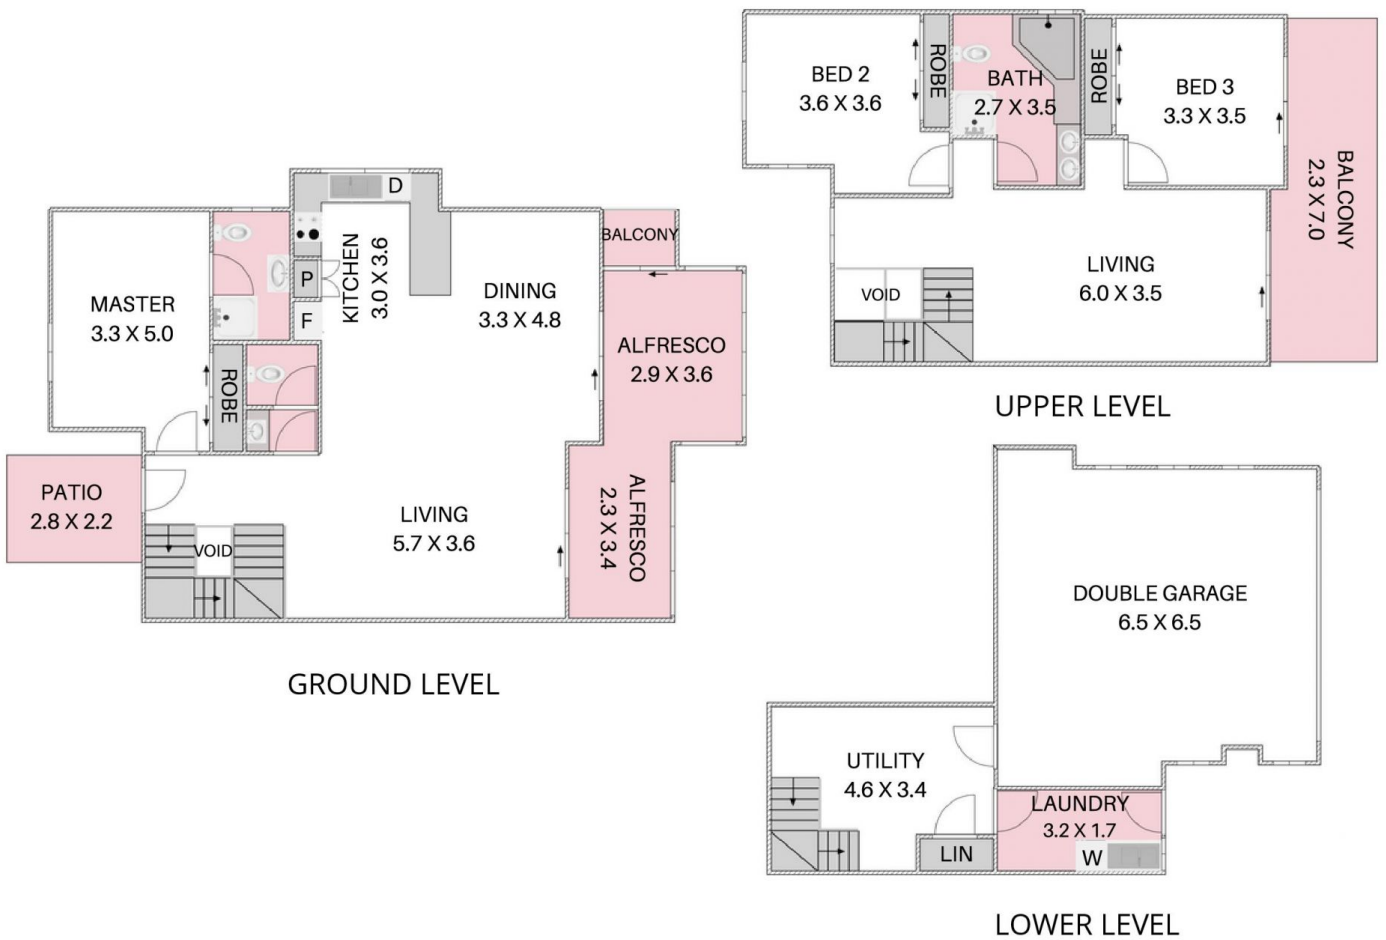 MASTER
3.3 X 5.0
ROBE
D
P
F
KITCHEN
3.0 X 3.6
DINING
3.3 X 4.8
BALCONY
ALFRESCO
2.9 X 3.6
ALFRESCO
2.3 X 3.4
PATIO
2.8 X 2.2
VOID
LIVING
5.7 X 3.6
GROUND LEVEL
BED 2
3.6 X 3.6
ROBE
BATH
2.7 X 3.5
ROBE
BED 3
3.3 X 3.5
BALCONY
2.3 X 7.0
VOID
LIVING
6.0 X 3.5
UPPER LEVEL
DOUBLE GARAGE
6.5 X 6.5
UTILITY
4.6 X 3.4
LIN
LAUNDRY
3.2 X 1.7
W
LOWER LEVEL